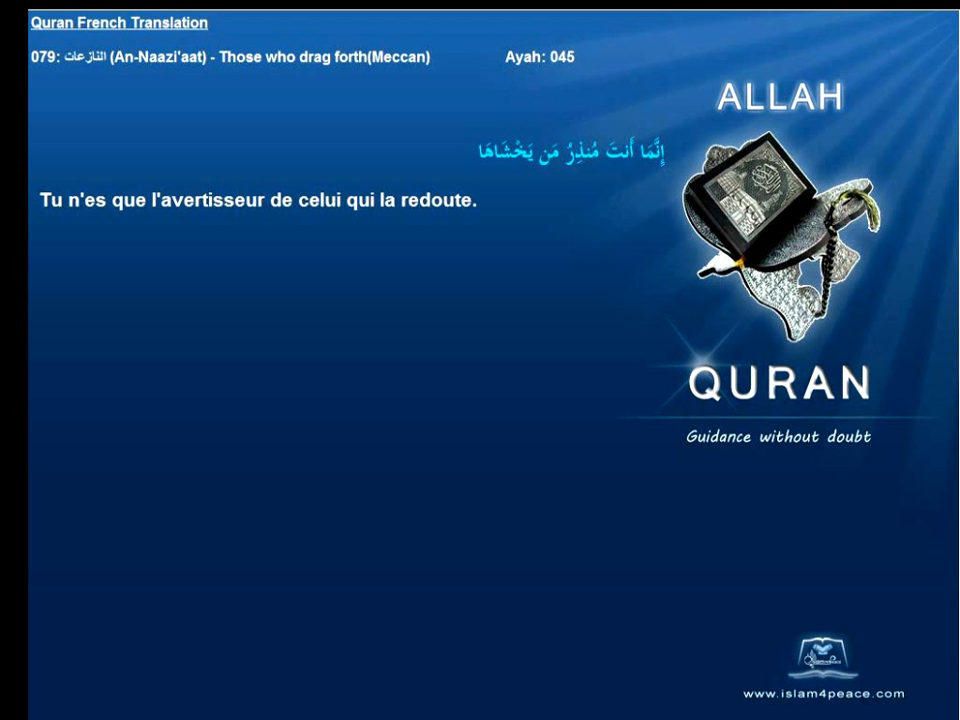 Quran French Translation
079: النازعات (An-Naazi'aat) - Those who drag forth(Meccan) Ayah: 045
ALLAH
إِنَّمَا أَنتَ مُنذِرُ مَن يَخْشَاهَا
Tu n'es que l'avertisseur de celui qui la redoute.
QURAN
Guidance without doubt
www.islam4peace.com